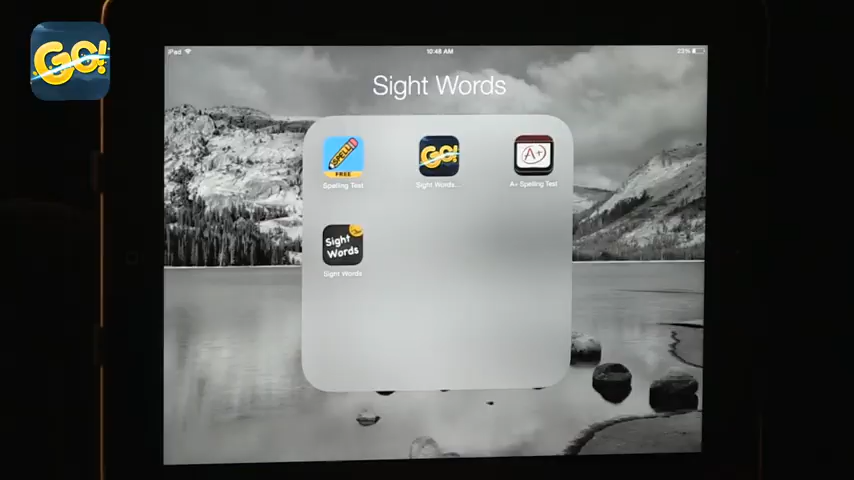 GO!
iPad
10:48 AM
23%
Sight Words
SPELL!
FREE
Spelling Test
GO!
Sight Words...
A+
A+ Spelling Test
Sight
Words
Sight Words